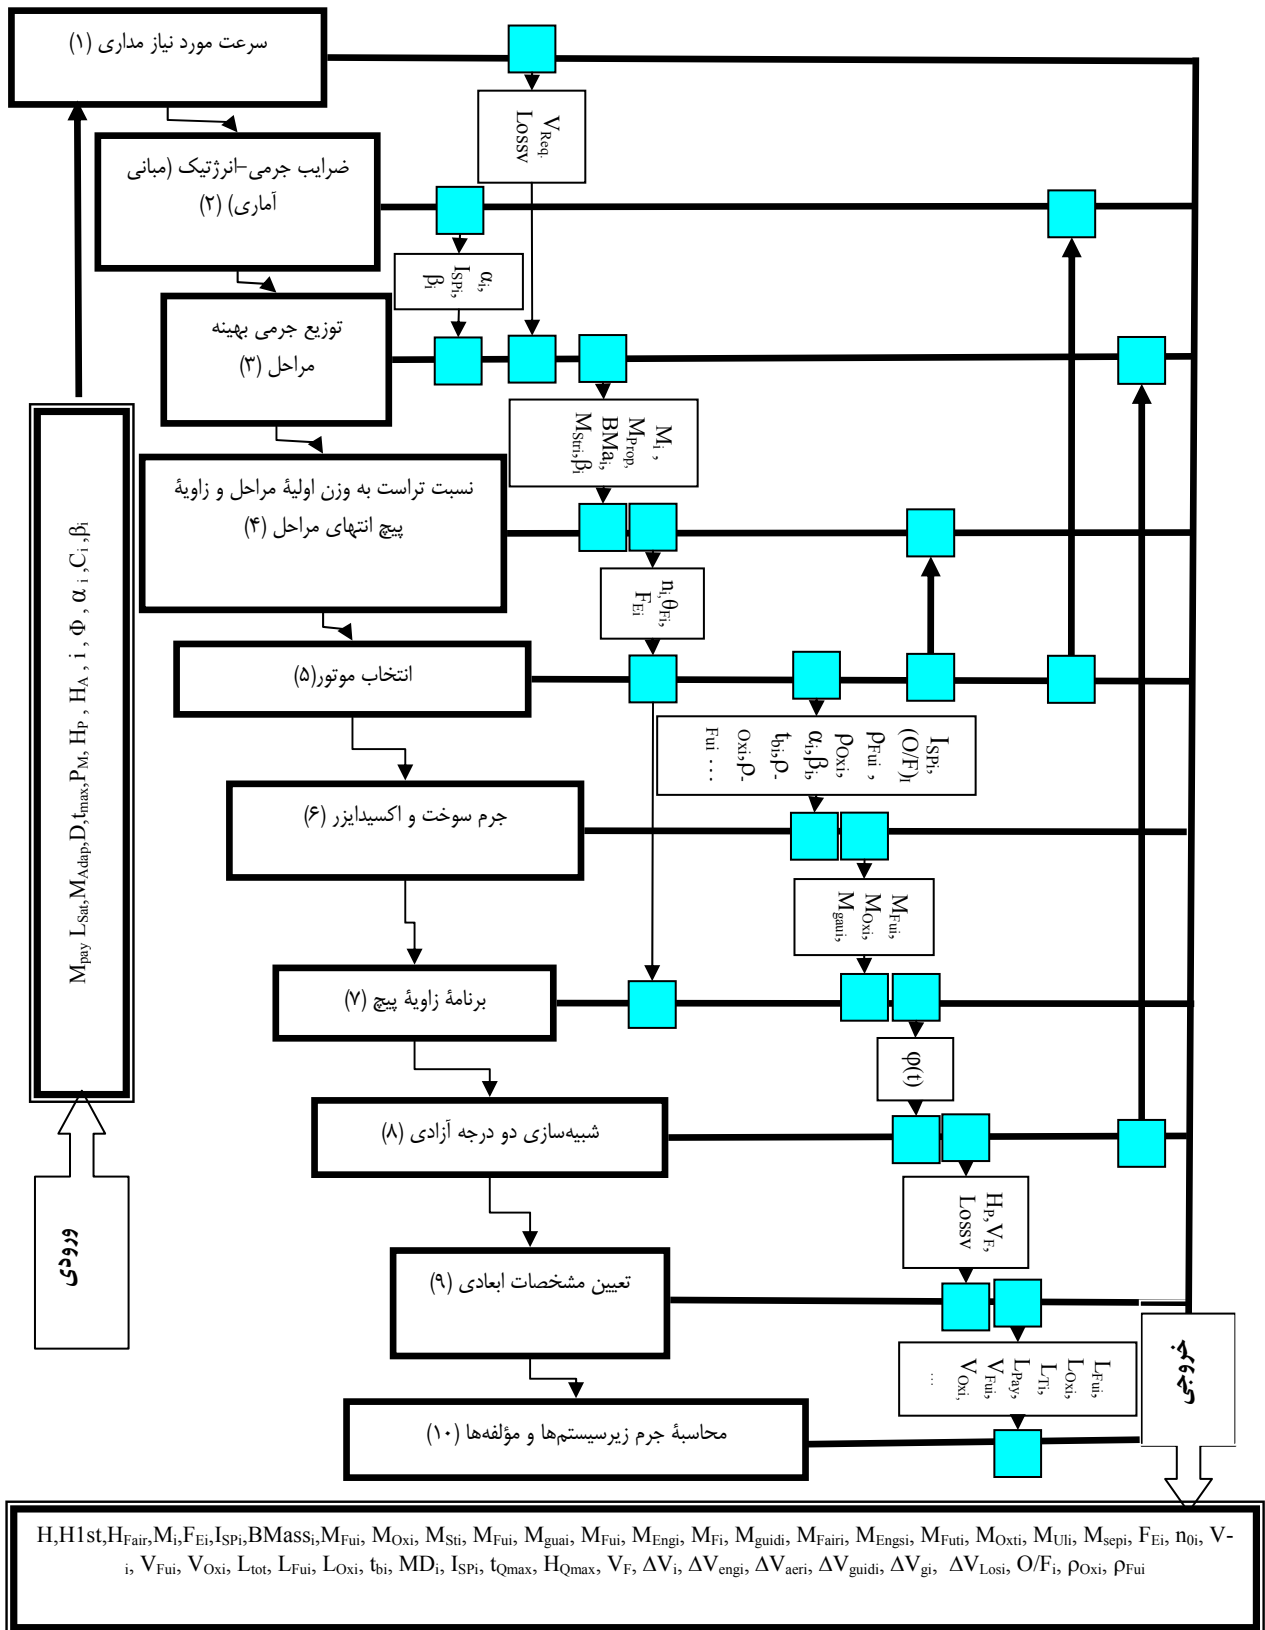 سرعت مورد نیاز مداری (۱)
V_Req.
Lossv
ضرایب جرمی-انرژتیک (مبانی
آماری) (۲)
α_i,
I_SPi,
β_i
توزیع جرمی بهینه
مراحل (۳)
M_i ,
M_Prop,
BMa_i,
M_Stri,β_i
نسبت تراست به وزن اولیۀ مراحل و زاویۀ
پیچ انتهای مراحل (۴)
n_i,θ_Fi,
F_Ei
انتخاب موتور(۵)
I_SPi,
(O/F)_I
ρ_Fui ,
ρ_Oxi,
α_i,β_i,
t_bi,ρ-
Oxi,ρ-
Fui …
جرم سوخت و اکسیدایزر (۶)
M_Fui,
M_Oxi,
M_gaui,
برنامۀ زاویۀ پیچ (۷)
φ(t)
شبیه‌سازی دو درجه آزادی (۸)
H_P,V_F,
Lossv
تعیین مشخصات ابعادی (۹)
L_Fui,
L_Oxi,
L_Ti,
L_Pay,
V_Fui,
V_Oxi,
…
محاسبۀ جرم زیرسیستم‌ها و مؤلفه‌ها (۱۰)
M_pay L_Sat,M_Adap,D,t_max,P_M, H_P , H_A , i , Φ , α_i ,C_i ,β_i
ورودی
خروجی
H,H1st,H_Fair,M_i,F_Ei,I_SPi,BMass_i,M_Fui, M_Oxi, M_Sti, M_Fui, M_guai, M_Fui, M_Engi, M_Fi, M_guidi, M_Fairi, M_Engsi, M_Futi, M_Oxti, M_Uli, M_sepi, F_Ei, n_0i, V-
i, V_Fui, V_Oxi, L_tot, L_Fui, L_Oxi, t_bi, MD_i, I_SPi, t_Qmax, H_Qmax, V_F, ΔV_i, ΔV_engi, ΔV_aeri, ΔV_guidi, ΔV_gi, ΔV_Losi, O/F_i, ρ_Oxi, ρ_Fui